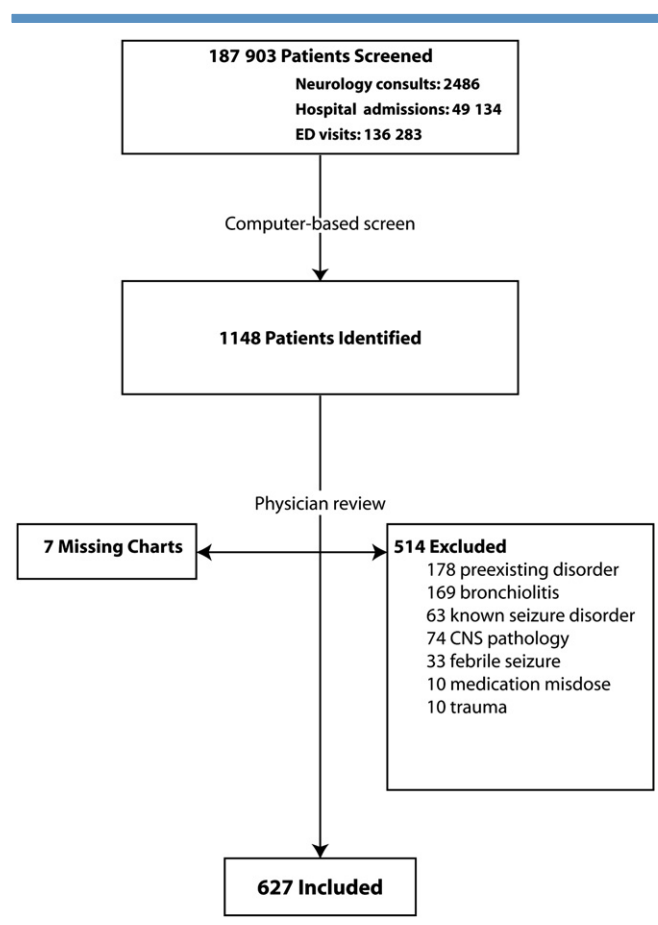 187 903 Patients Screened
Neurology consults: 2486
Hospital admissions: 49 134
ED visits: 136 283
Computer-based screen
1148 Patients Identified
Physician review
7 Missing Charts
514 Excluded
178 preexisting disorder
169 bronchiolitis
63 known seizure disorder
74 CNS pathology
33 febrile seizure
10 medication misdose
10 trauma
627 Included